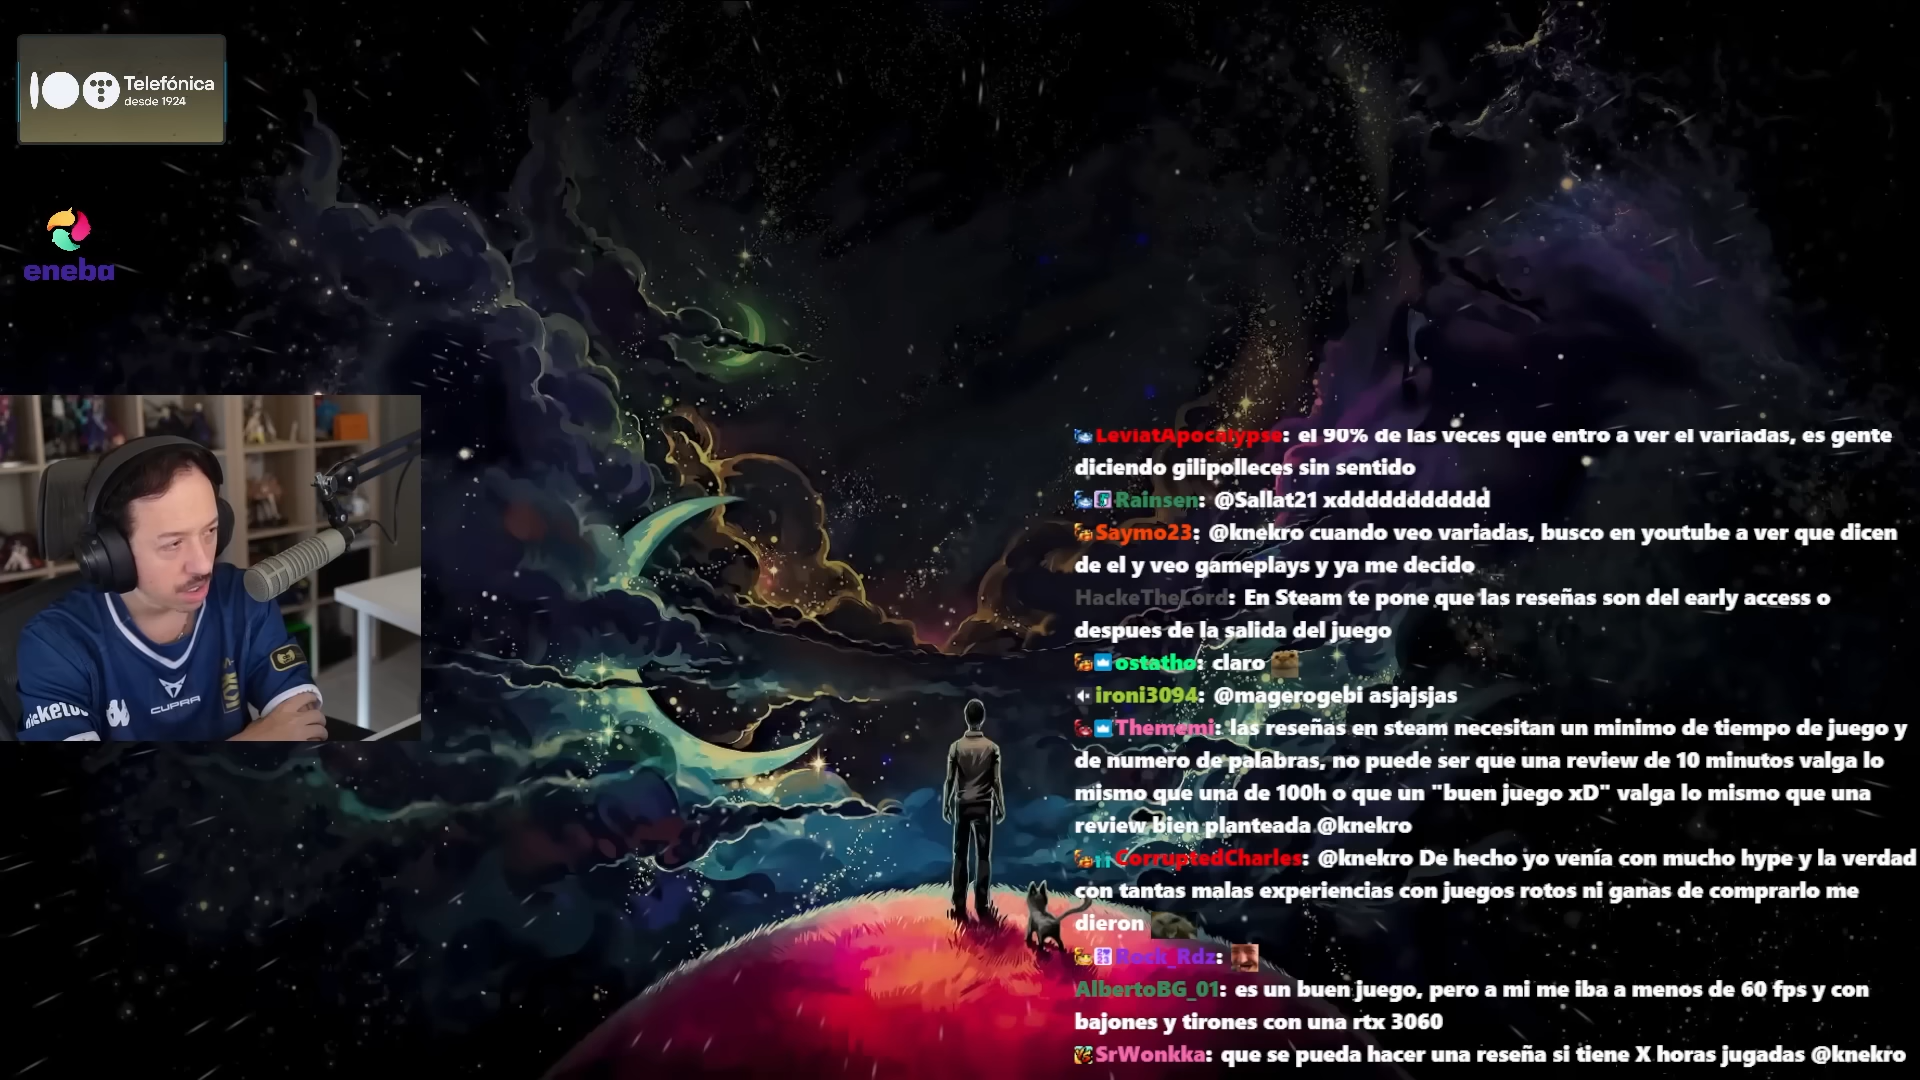 Telefónica
desde 1924
eneba
CUPRA
LeviatApocalypse: el 90% de las veces que entro a ver el variadas, es gente
diciendo gilipolleces sin sentido
Rainsen: @Sallat21 xddddddddddd
Saymo23: @knekro cuando veo variadas, busco en youtube a ver que dicen
de el y veo gameplays y ya me decido
HackeTheLord: En Steam te pone que las reseñas son del early access o
despues de la salida del juego
ostatho: claro
ironi3094: @magerogebi asjajsjas
Thememi: las reseñas en steam necesitan un minimo de tiempo de juego y
de numero de palabras, no puede ser que una review de 10 minutos valga lo
mismo que una de 100h o que un "buen juego xD" valga lo mismo que una
review bien planteada @knekro
CorruptedCharles: @knekro De hecho yo venía con mucho hype y la verdad
con tantas malas experiencias con juegos rotos ni ganas de comprarlo me
dieron
Rock_Rdz:
AlbertoBG_01: es un buen juego, pero a mi me iba a menos de 60 fps y con
bajones y tirones con una rtx 3060
SrWonkka: que se pueda hacer una reseña si tiene X horas jugadas @knekro